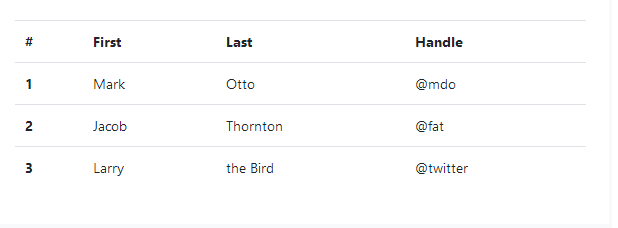 # First Last Handle
1 Mark Otto @mdo
2 Jacob Thornton @fat
3 Larry the Bird @twitter